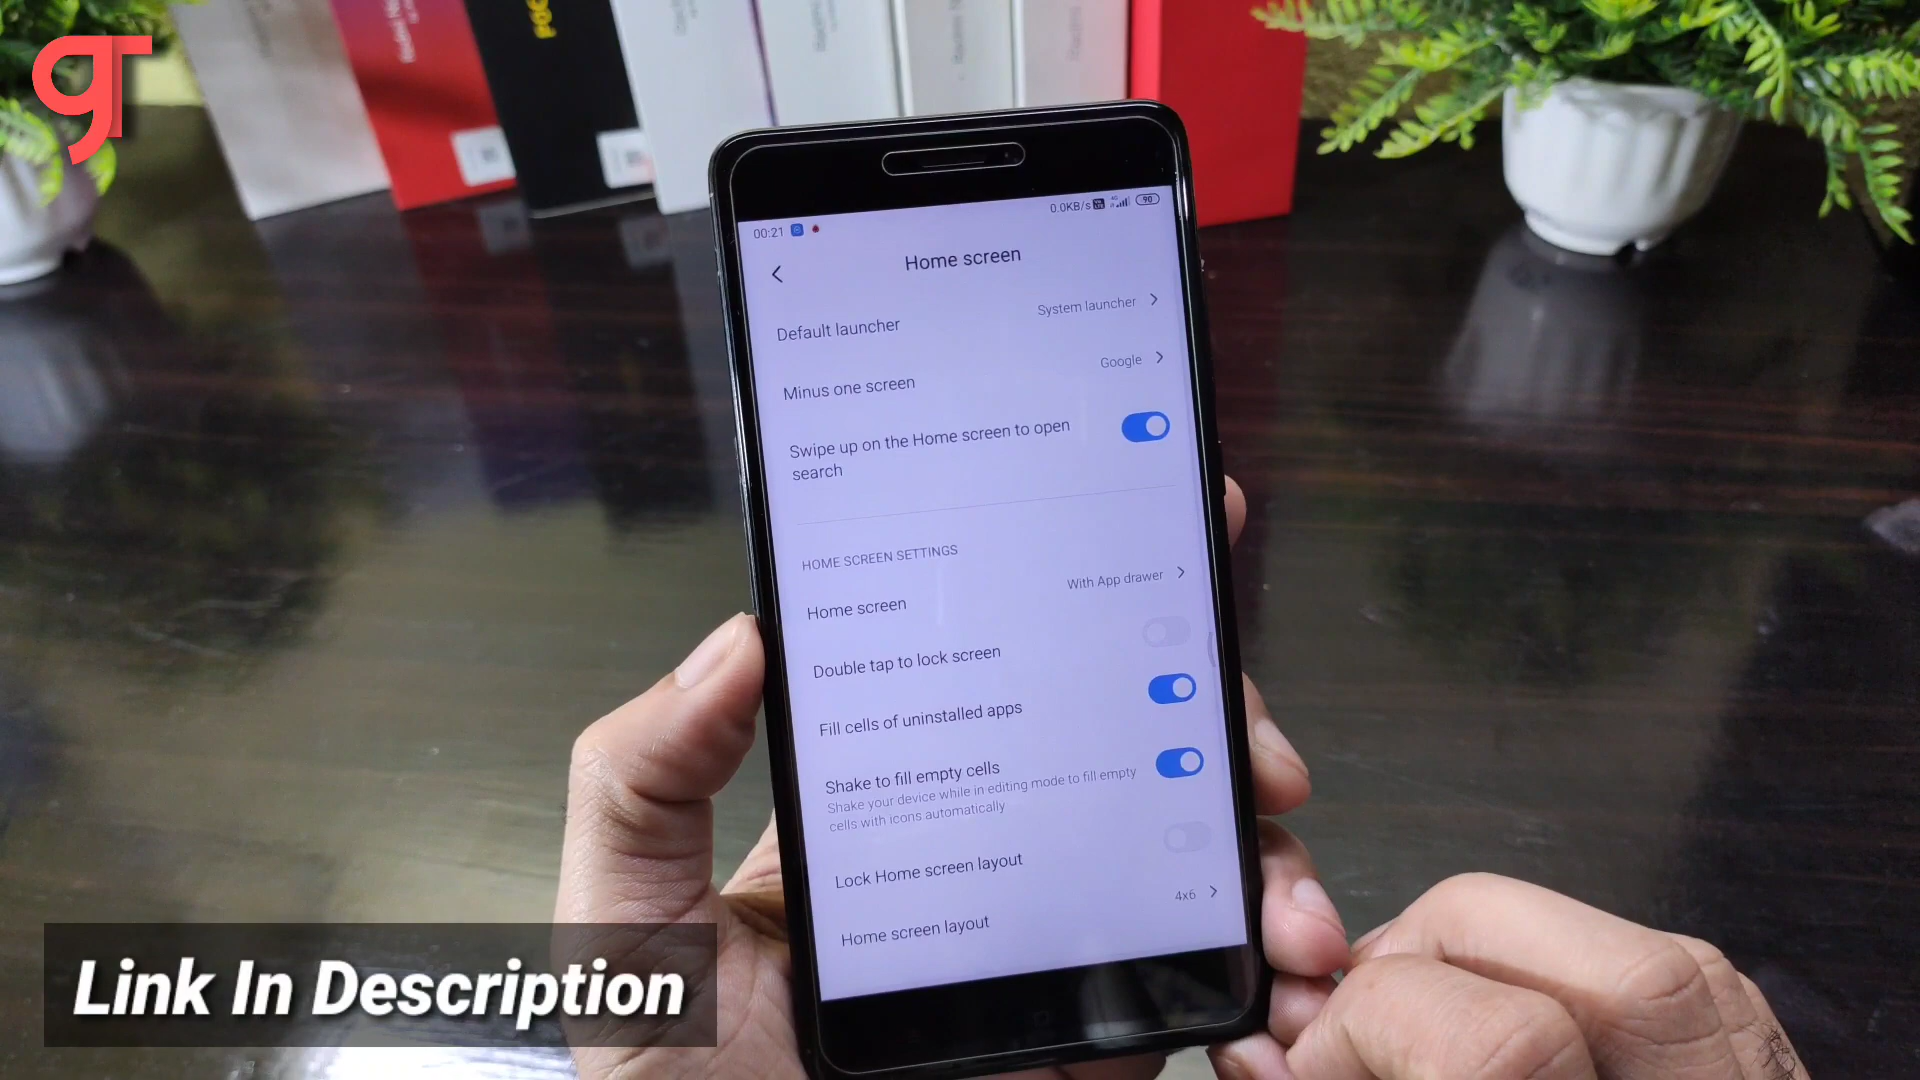 00:21
0.0KB/s
90
Home screen
Default launcher
System launcher
Minus one screen
Google
Swipe up on the Home screen to open
search
HOME SCREEN SETTINGS
Home screen
With App drawer
Double tap to lock screen
Fill cells of uninstalled apps
Shake to fill empty cells
Shake your device while in editing mode to fill empty
cells with icons automatically
Lock Home screen layout
Home screen layout
4x6
Link In Description